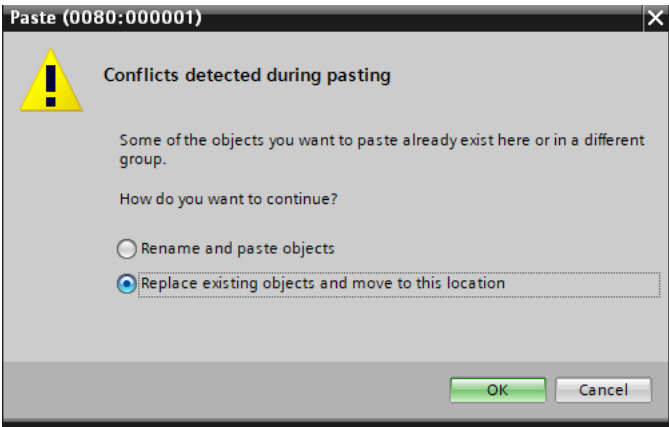 Paste (0080:000001)
Conflicts detected during pasting
Some of the objects you want to paste already exist here or in a different
group.
How do you want to continue?
Rename and paste objects
Replace existing objects and move to this location
OK
Cancel